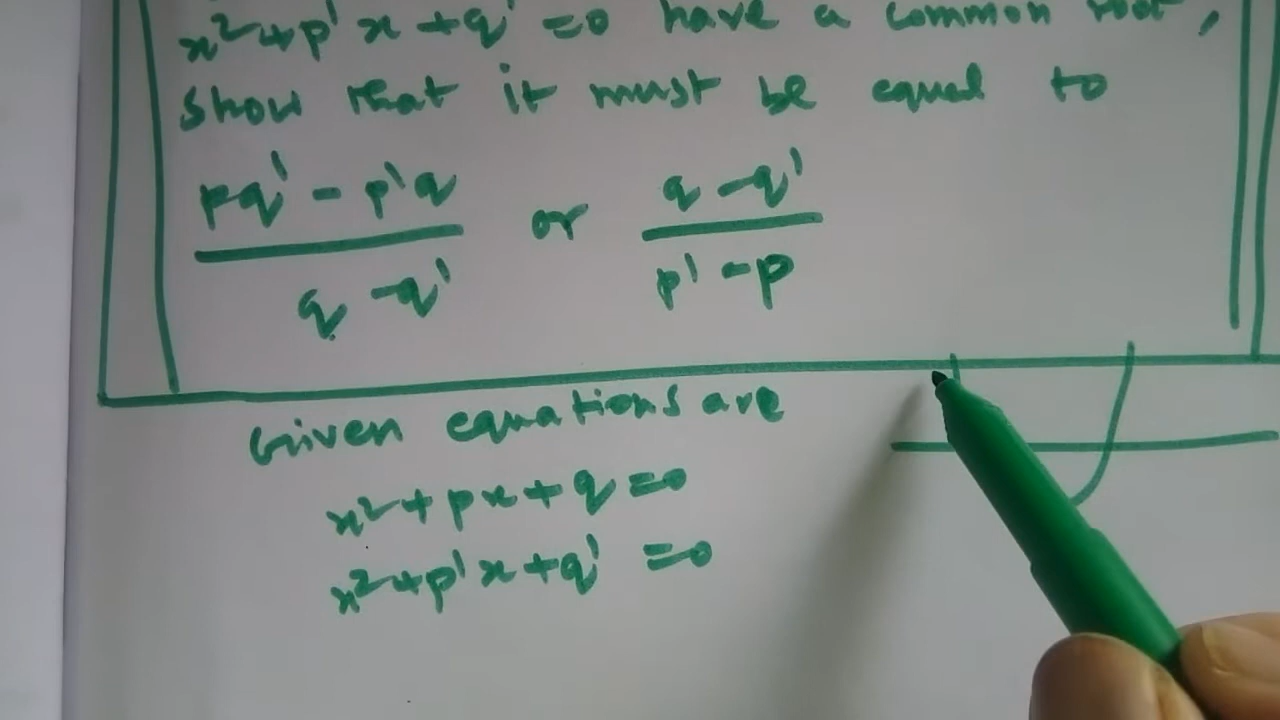 x²+p'x+q'=0 have a common root,
show that it must be equal to
pq'-p'q / q-q' or q-q' / p'-p
Given equations are
x²+px+q=0
x²+p'x+q'=0